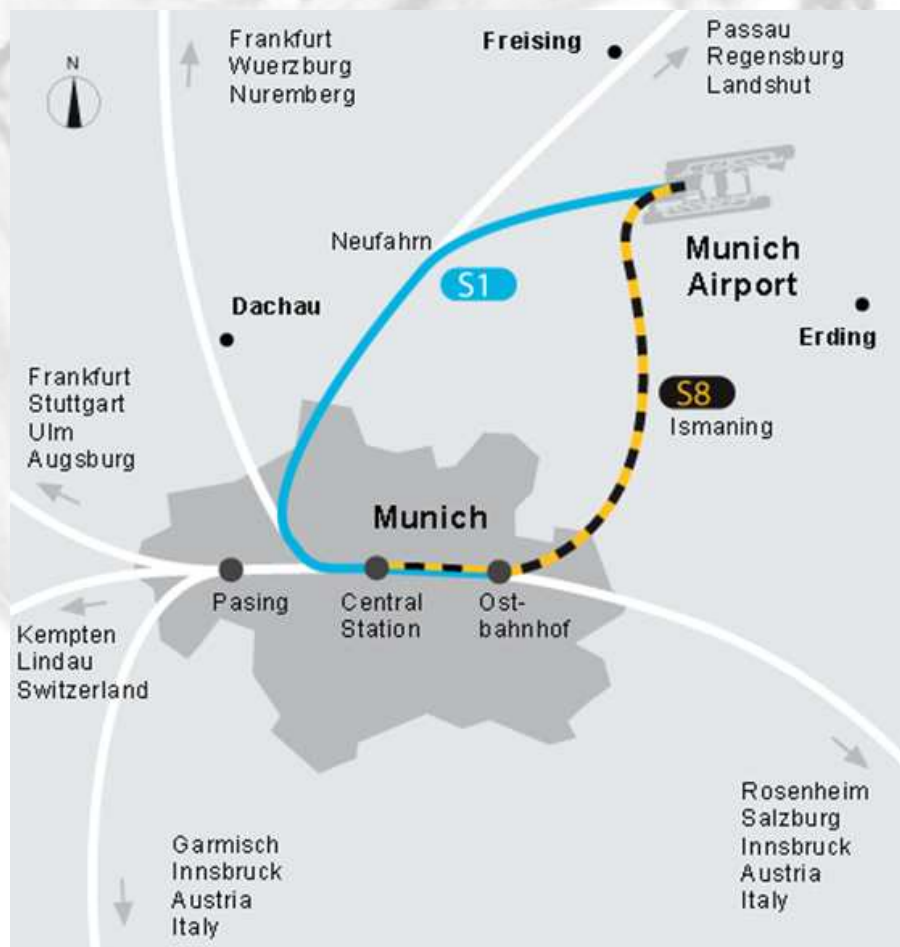 N
Frankfurt
Wuerzburg
Nuremberg
Freising
Passau
Regensburg
Landshut
Neufahrn
S1
Munich
Airport
Dachau
Erding
Frankfurt
Stuttgart
Ulm
Augsburg
S8
Ismaning
Munich
Pasing
Central
Station
Ost-
bahnhof
Kempten
Lindau
Switzerland
Rosenheim
Salzburg
Innsbruck
Austria
Italy
Garmisch
Innsbruck
Austria
Italy